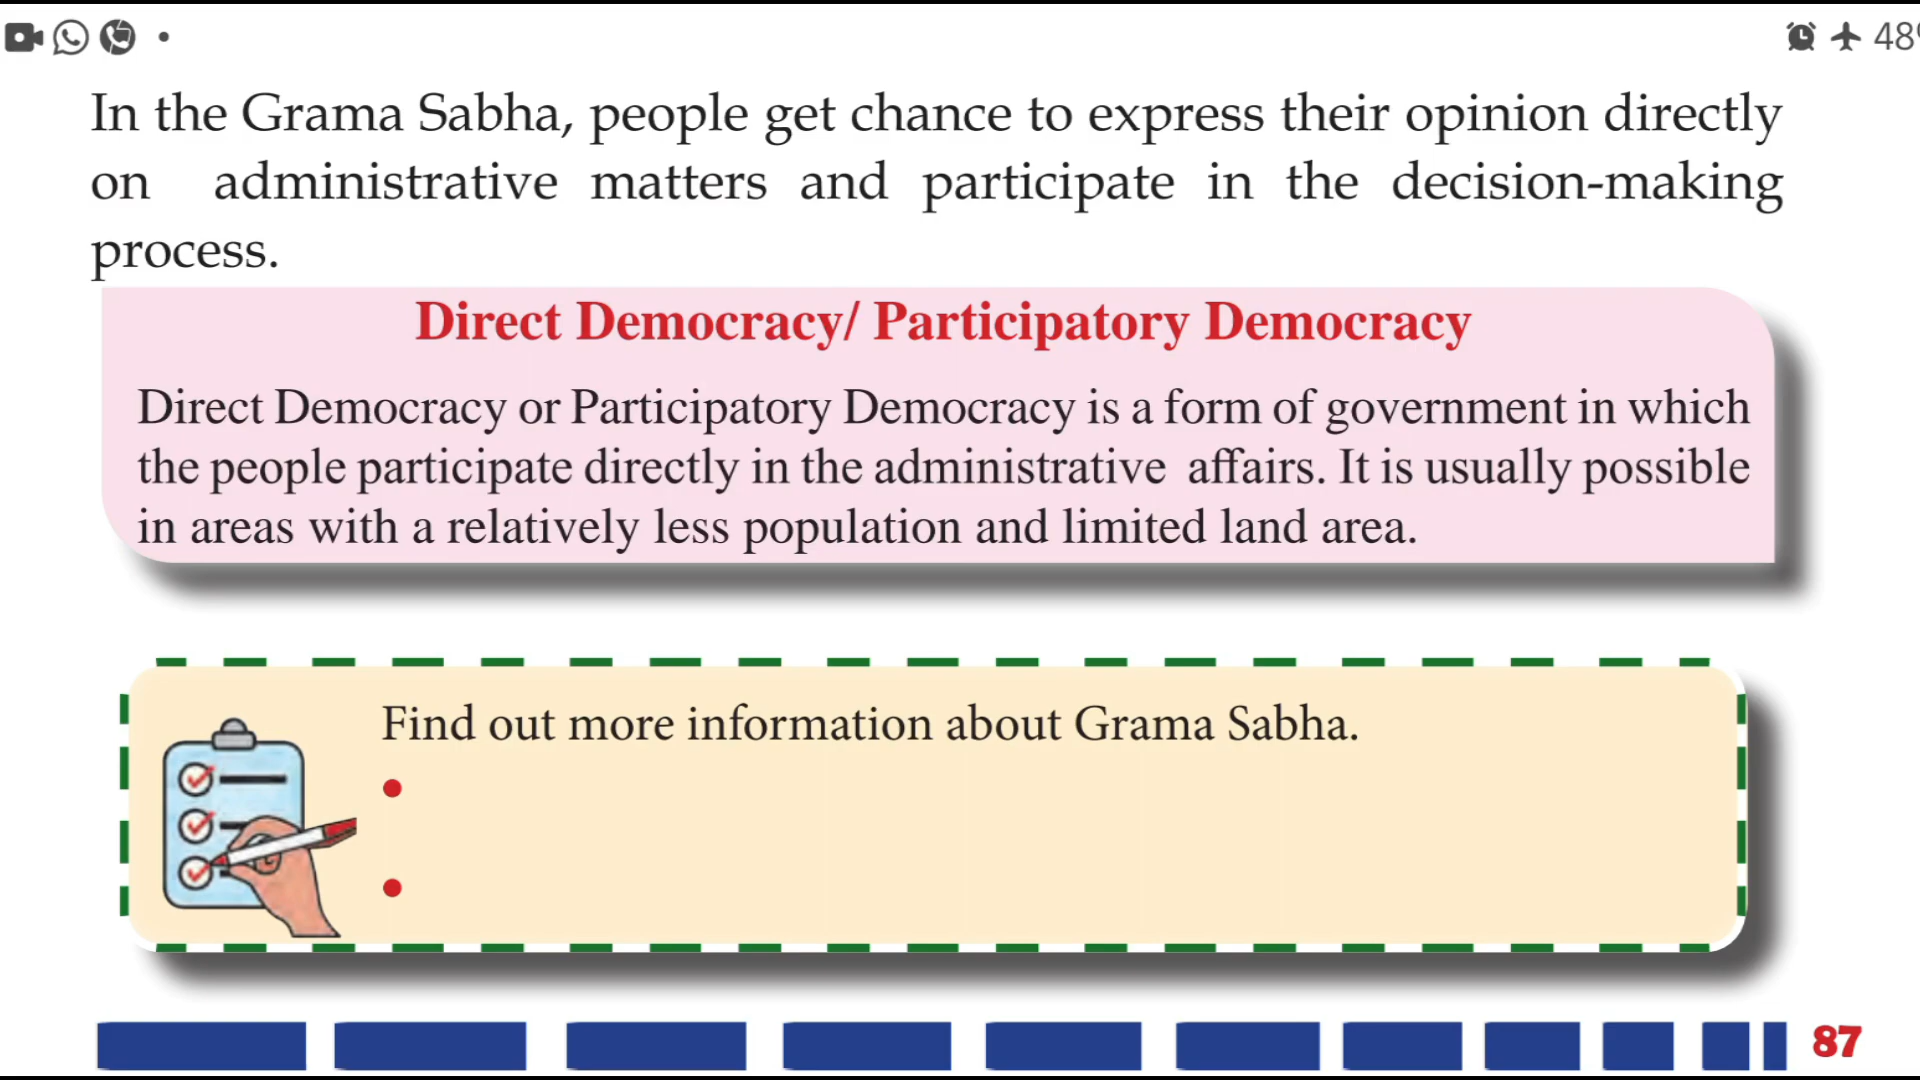 48
In the Grama Sabha, people get chance to express their opinion directly
on administrative matters and participate in the decision-making
process.
Direct Democracy/ Participatory Democracy
Direct Democracy or Participatory Democracy is a form of government in which
the people participate directly in the administrative affairs. It is usually possible
in areas with a relatively less population and limited land area.
Find out more information about Grama Sabha.
•
•
87